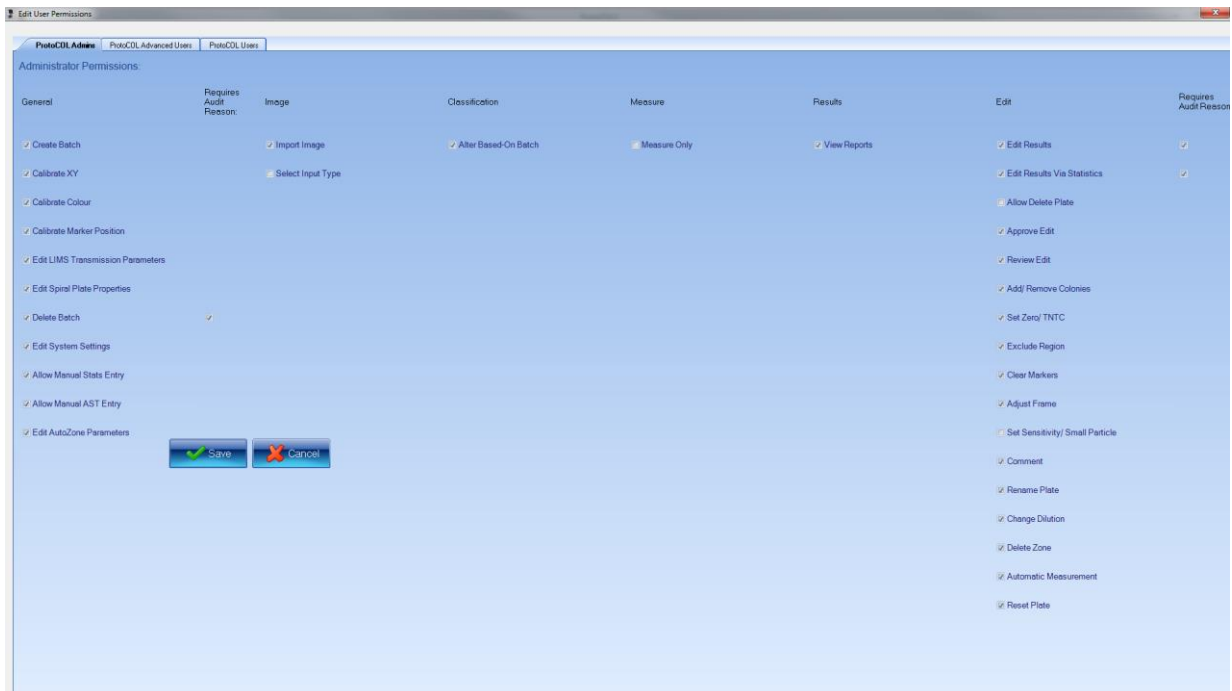 Edit User Permissions
ProtoCOL Admins ProtoCOL Advanced Users ProtoCOL Users
Administrator Permissions:
General Requires Audit Reason: Image Classification Measure Results Edit Requires Audit Reason
Create Batch Import Image Alter Based-On Batch Measure Only View Reports Edit Results
Calibrate XY Select Input Type Edit Results Via Statistics
Calibrate Colour Allow Delete Plate
Calibrate Marker Position Approve Edit
Edit LIMS Transmission Parameters Review Edit
Edit Spiral Plate Properties Add/ Remove Colonies
Delete Batch Set Zero/ TNTC
Edit System Settings Exclude Region
Allow Manual Stats Entry Clear Markers
Allow Manual AST Entry Adjust Frame
Edit AutoZone Parameters Set Sensitivity/ Small Particle
Save Cancel
Comment
Rename Plate
Change Dilution
Delete Zone
Automatic Measurement
Reset Plate